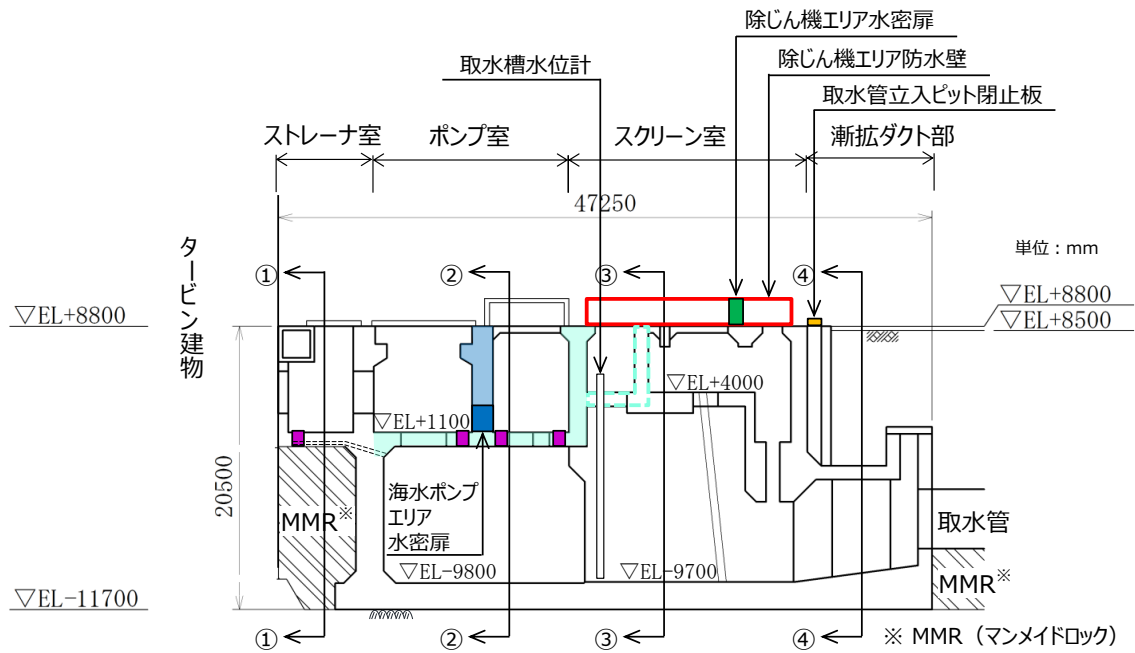 除じん機エリア水密扉
取水槽水位計
除じん機エリア防水壁
取水管立入ピット閉止板
ストレーナ室
ポンプ室
スクリーン室
漸拡ダクト部
47250
単位：mm
タービン建物
①
②
③
④
▽EL+8800
▽EL+8800
▽EL+8500
▽EL+4000
▽EL+1100
20500
海水ポンプ
エリア
水密扉
MMR※
取水管
▽EL-9800
▽EL-9700
MMR※
▽EL-11700
①
②
③
④
※ MMR（マンメイドロック）